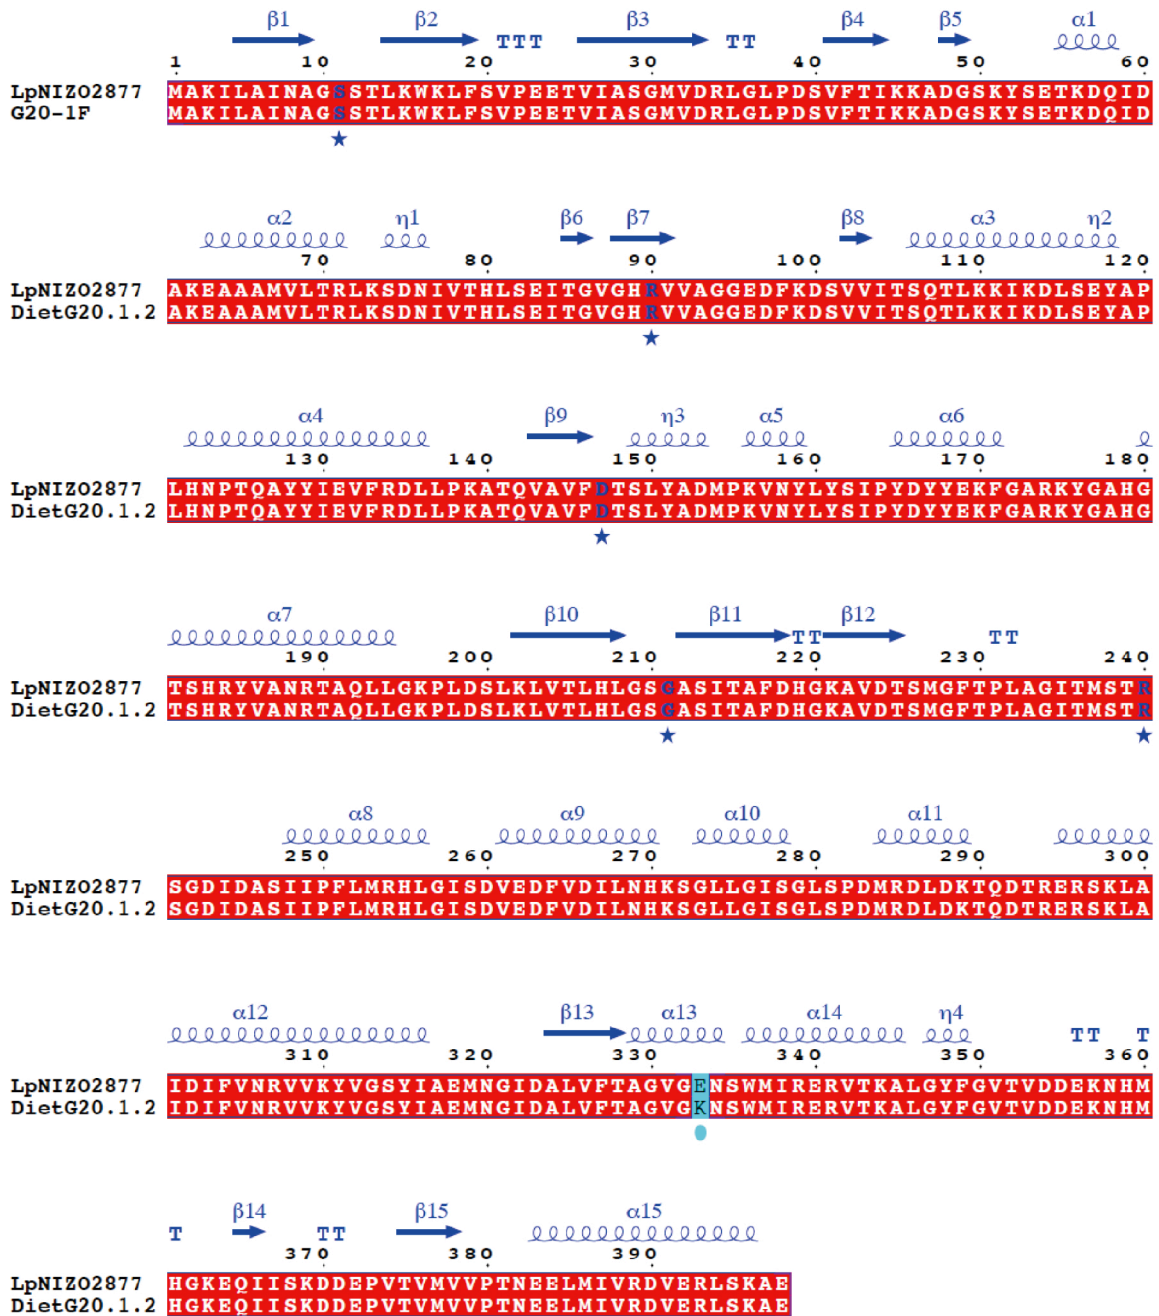 β1 β2 TTT β3 TT β4 β5 α1
1 10 20 30 40 50 60
LpNIZO2877 MAKILAINAGSSTLKWKLFSVPEETVIASGMVDRLGLPDSVFTIKKADGSKYSETKDQID
G20-1F MAKILAINAGSSTLKWKLFSVPEETVIASGMVDRLGLPDSVFTIKKADGSKYSETKDQID
α2 η1 β6 β7 β8 α3 η2
70 80 90 100 110 120
LpNIZO2877 AKEAAAMVLTRLKSDNIVTHLSEITGVGHRVVAGGEDFKDSVVITSQTLKKIKDLSEYAP
DietG20.1.2 AKEAAAMVLTRLKSDNIVTHLSEITGVGHRVVAGGEDFKDSVVITSQTLKKIKDLSEYAP
α4 β9 η3 α5 α6
130 140 150 160 170 180
LpNIZO2877 LHNPTQAYYIEVFRDLLPKATQVAVFDTSLYADMPKVNYLYSIPYDYYEKFGARKYGAHG
DietG20.1.2 LHNPTQAYYIEVFRDLLPKATQVAVFDTSLYADMPKVNYLYSIPYDYYEKFGARKYGAHG
α7 β10 β11 TT β12 TT
190 200 210 220 230 240
LpNIZO2877 TSHRYVANRTAQLLGKPLDSLKLVTLHLGSGASITAFDHGKAVDTSMGFTPLAGITMSTR
DietG20.1.2 TSHRYVANRTAQLLGKPLDSLKLVTLHLGSGASITAFDHGKAVDTSMGFTPLAGITMSTR
α8 α9 α10 α11
250 260 270 280 290 300
LpNIZO2877 SGDIDASIIPFLMRHLGISDVEDFVDILNHKSGLLGISGLSPDMRDLDKTQDTRERSKLA
DietG20.1.2 SGDIDASIIPFLMRHLGISDVEDFVDILNHKSGLLGISGLSPDMRDLDKTQDTRERSKLA
α12 β13 α13 α14 η4 TT T
310 320 330 340 350 360
LpNIZO2877 IDIFVNRVVKYVGSYIAEMNGIDALVFTAGVGENSWMIRERVTKALGYFGVTVDDEKNHM
DietG20.1.2 IDIFVNRVVKYVGSYIAEMNGIDALVFTAGVGKNSWMIRERVTKALGYFGVTVDDEKNHM
T β14 TT β15 α15
370 380 390
LpNIZO2877 HGKEQIISKDDEPVTVMVVPTNEELMIVRDVERLSKAE
DietG20.1.2 HGKEQIISKDDEPVTVMVVPTNEELMIVRDVERLSKAE